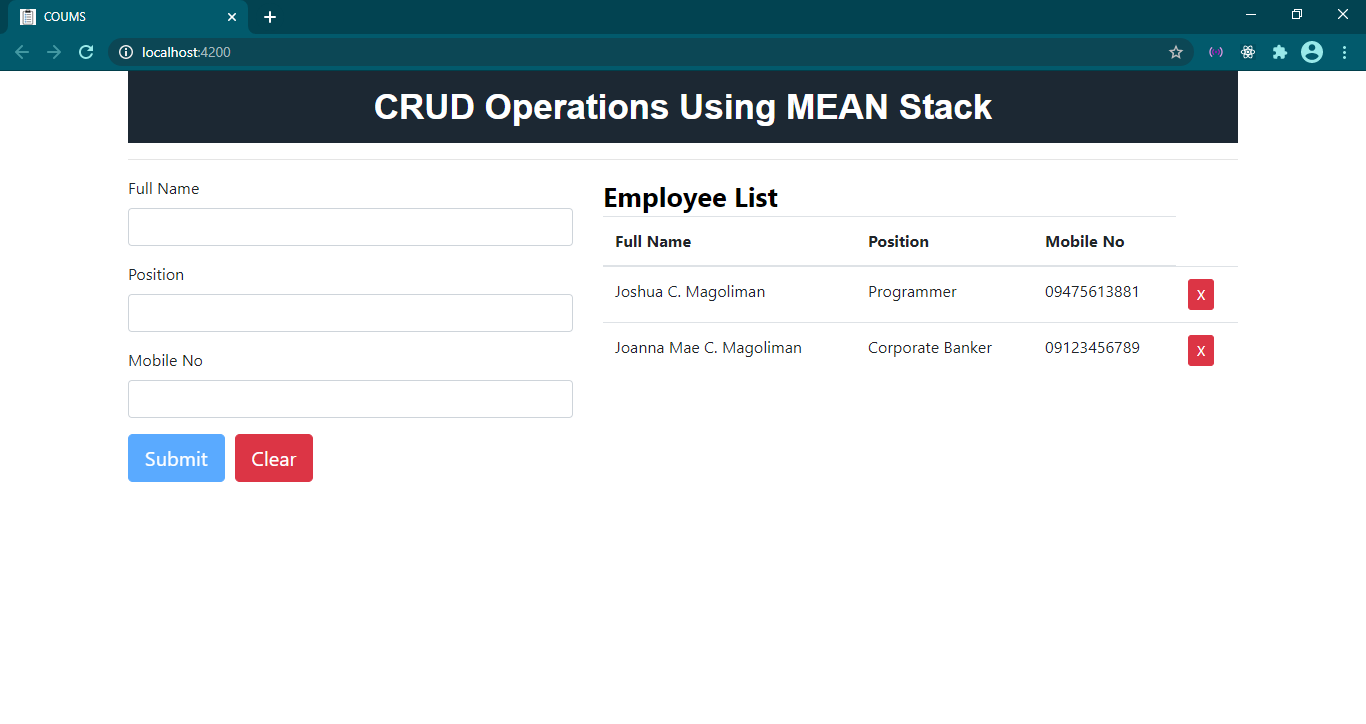 COUMS
localhost:4200
CRUD Operations Using MEAN Stack
Full Name
Position
Mobile No
Submit Clear
Employee List
Full Name Position Mobile No
Joshua C. Magoliman Programmer 09475613881 X
Joanna Mae C. Magoliman Corporate Banker 09123456789 X